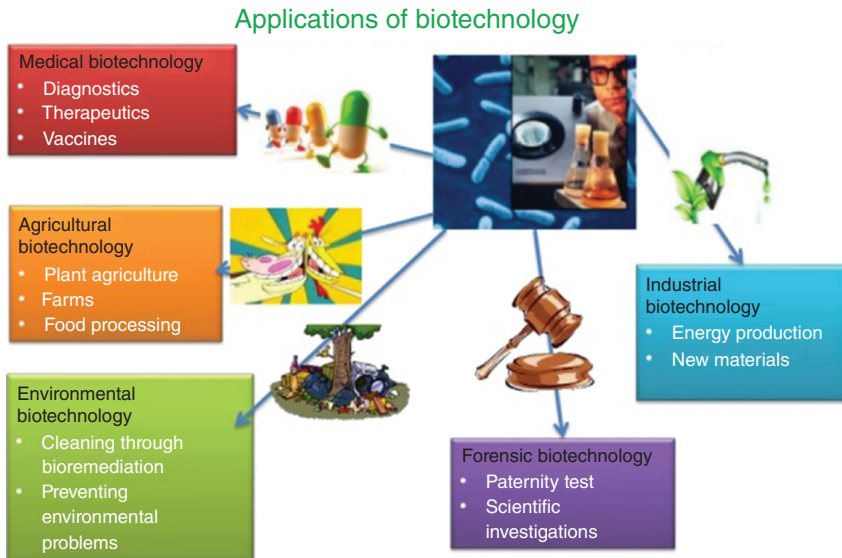 Applications of biotechnology
Medical biotechnology
• Diagnostics
• Therapeutics
• Vaccines
Agricultural
biotechnology
• Plant agriculture
• Farms
• Food processing
Environmental
biotechnology
• Cleaning through
bioremediation
• Preventing
environmental
problems
Forensic biotechnology
• Paternity test
• Scientific
investigations
Industrial
biotechnology
• Energy production
• New materials